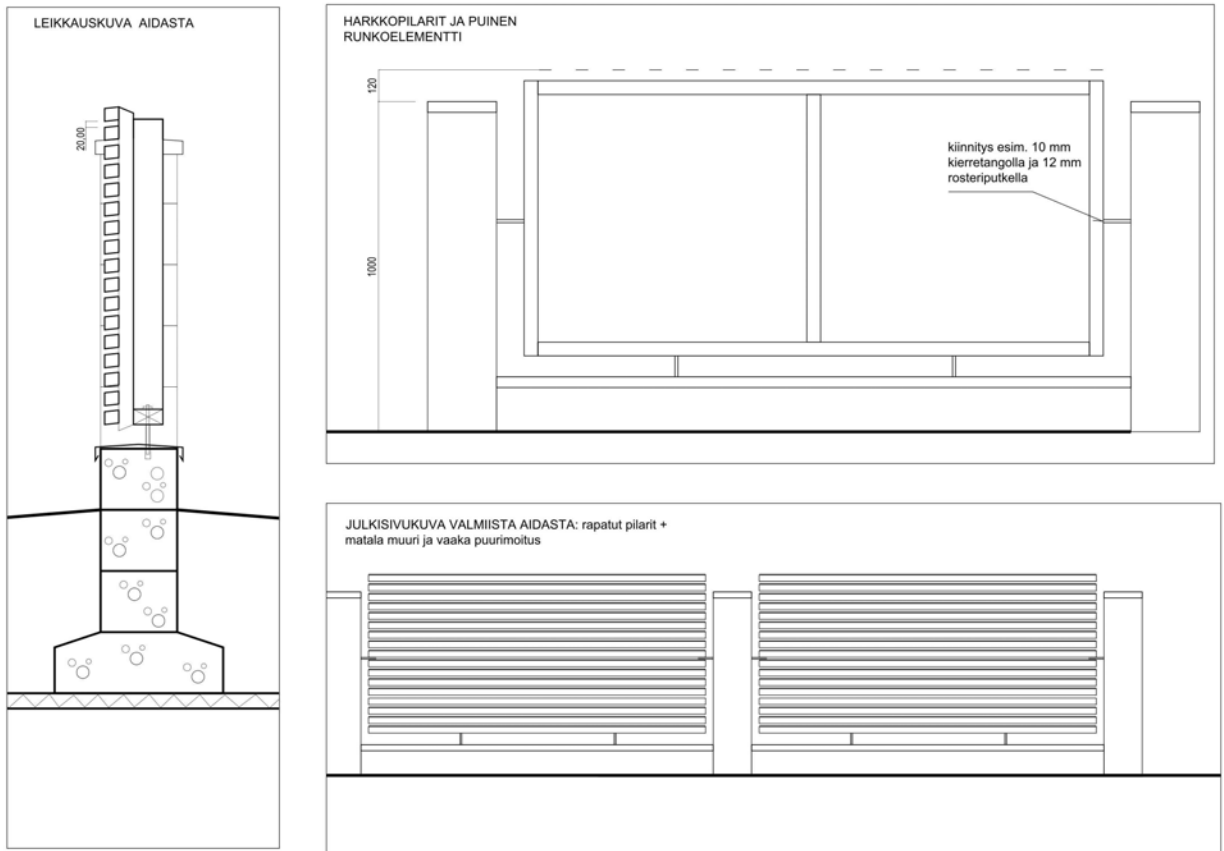 LEIKKAUSKUVA AIDASTA
20,00
HARKKOPILARIT JA PUINEN
RUNKOELEMENTTI
120
1000
kiinnitys esim. 10 mm
kierretangolla ja 12 mm
rosteriputkella
JULKISIVUKUVA VALMIISTA AIDASTA: rapatut pilarit +
matala muuri ja vaaka puurimoitus